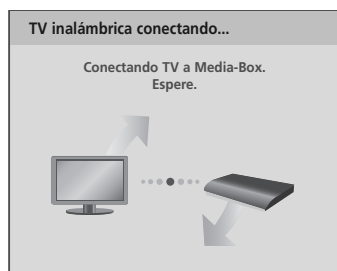 TV inalámbrica conectando...
Conectando TV a Media-Box.
Espere.